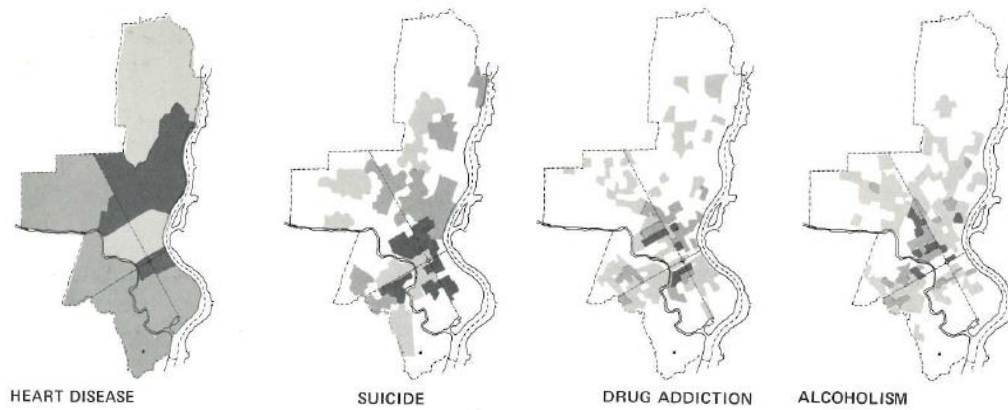 HEART DISEASE
SUICIDE
DRUG ADDICTION
ALCOHOLISM